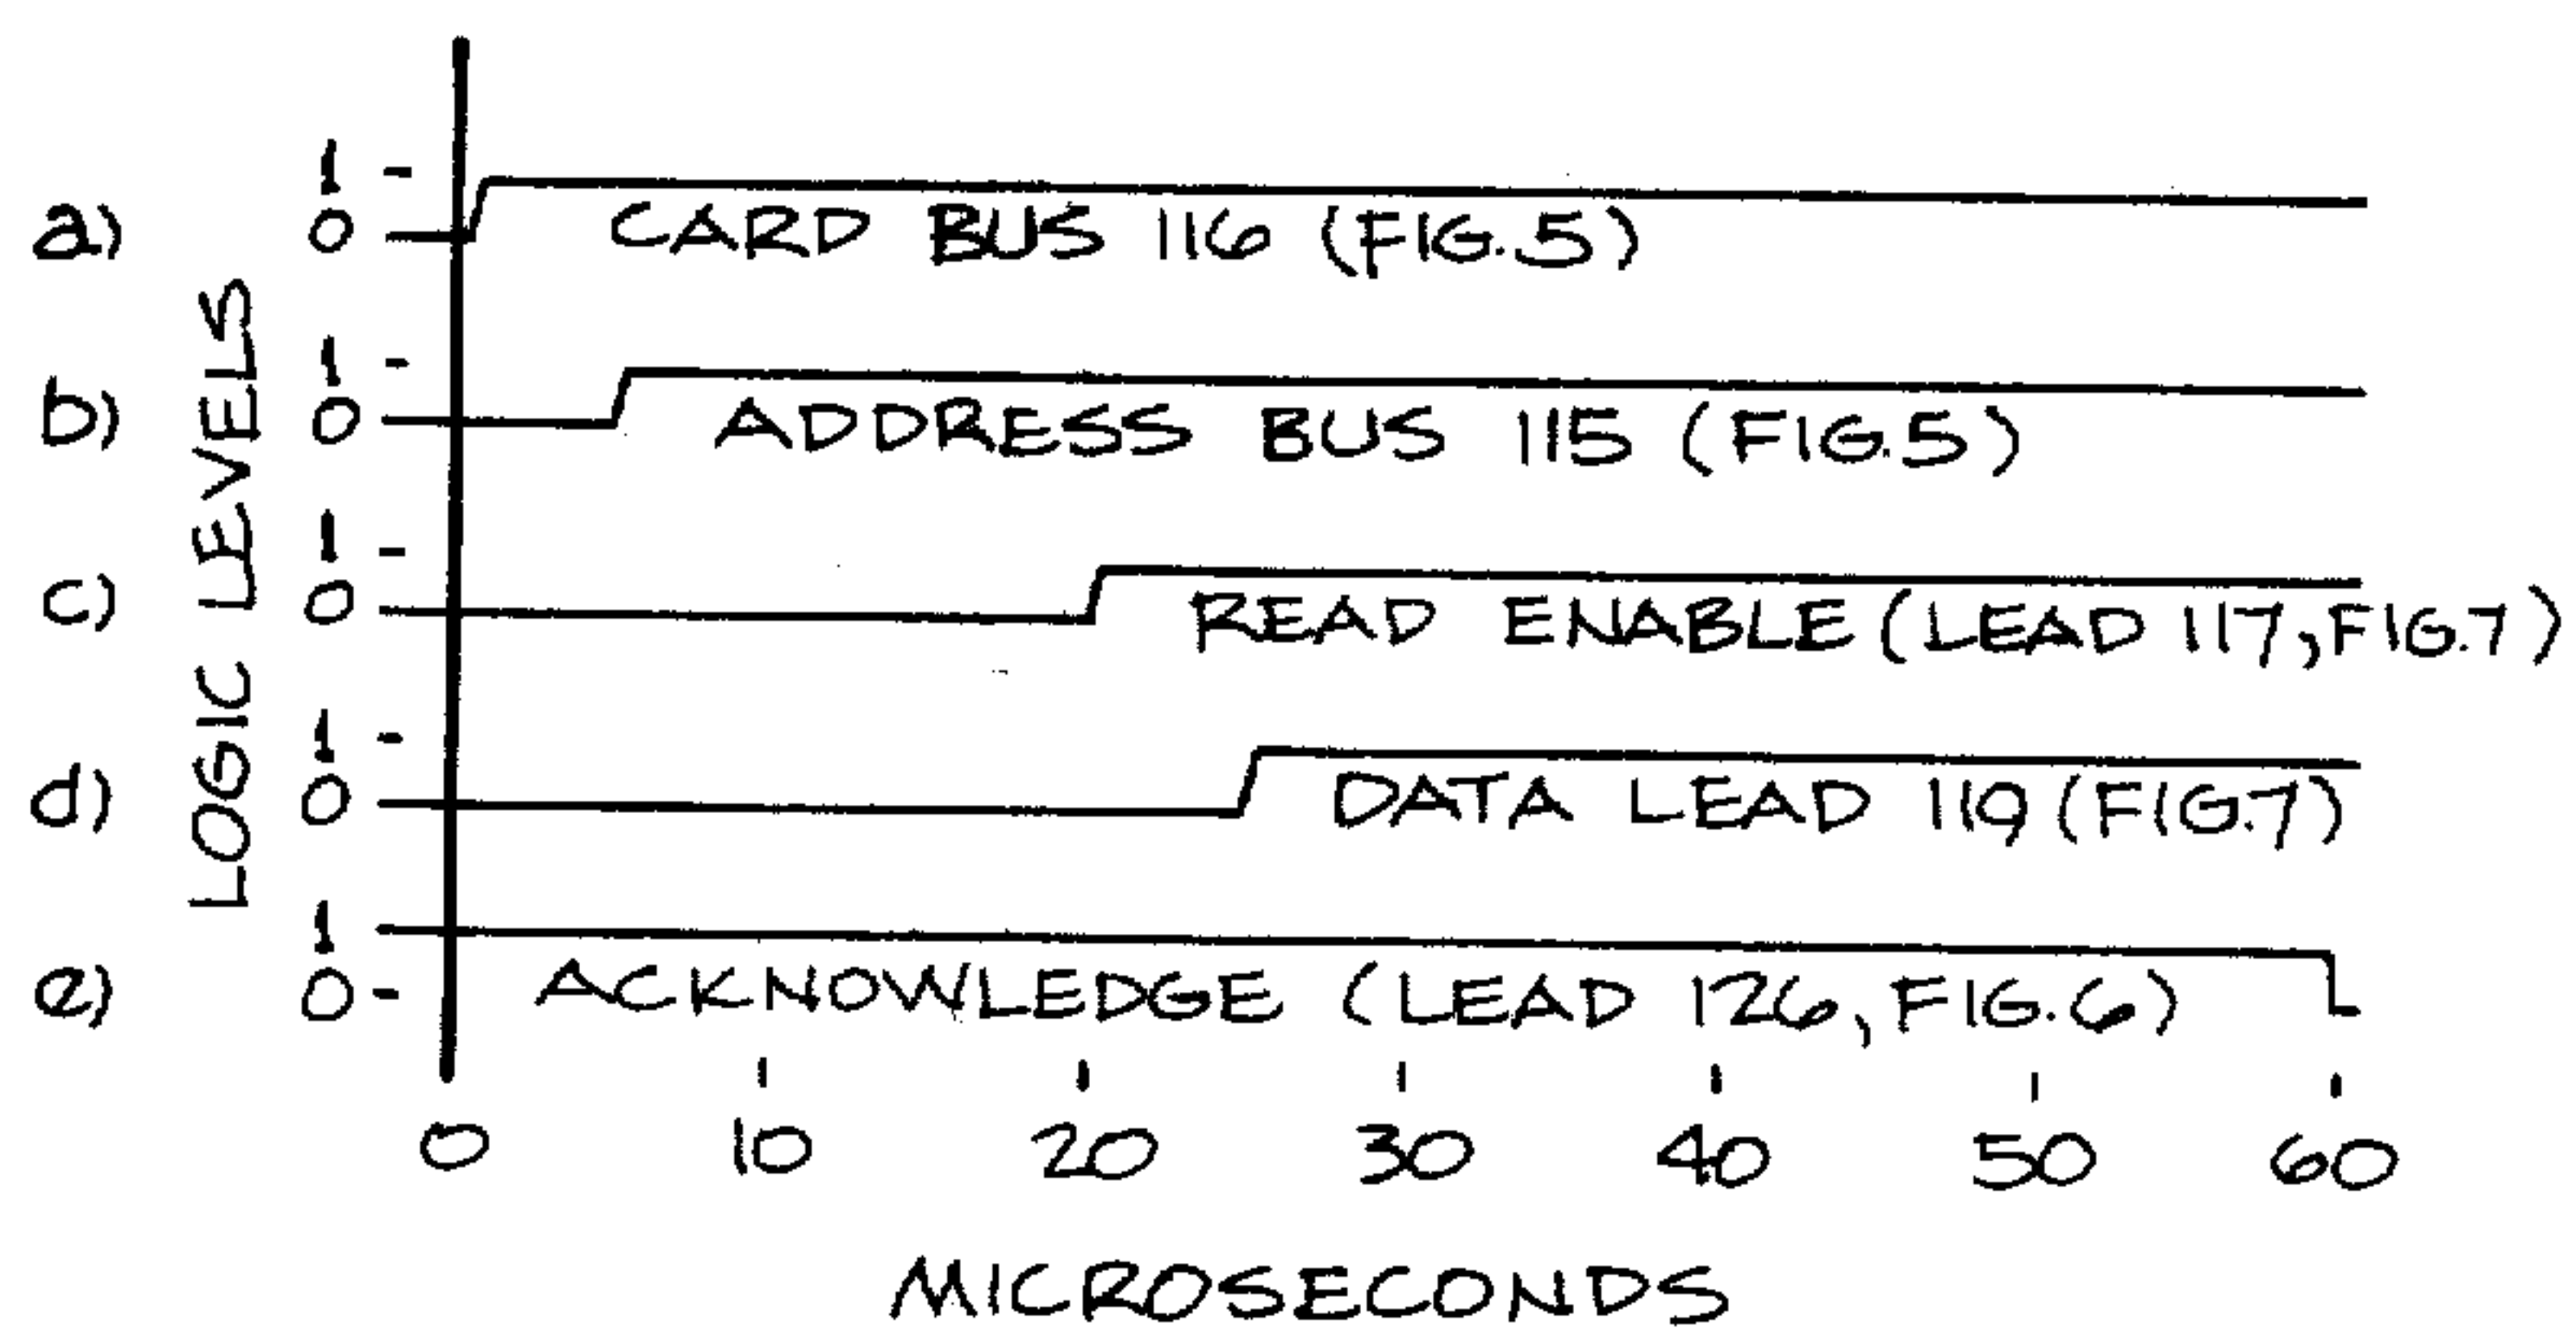 a) 1
0 CARD BUS 116 (FIG.5)
b) 1
0 ADDRESS BUS 115 (FIG.5)
c) 1
0 READ ENABLE (LEAD 117, FIG.7)
d) 1
0 DATA LEAD 119 (FIG.7)
e) 1
0 ACKNOWLEDGE (LEAD 126, FIG.6)
LOGIC LEVELS
0 10 20 30 40 50 60
MICROSECONDS